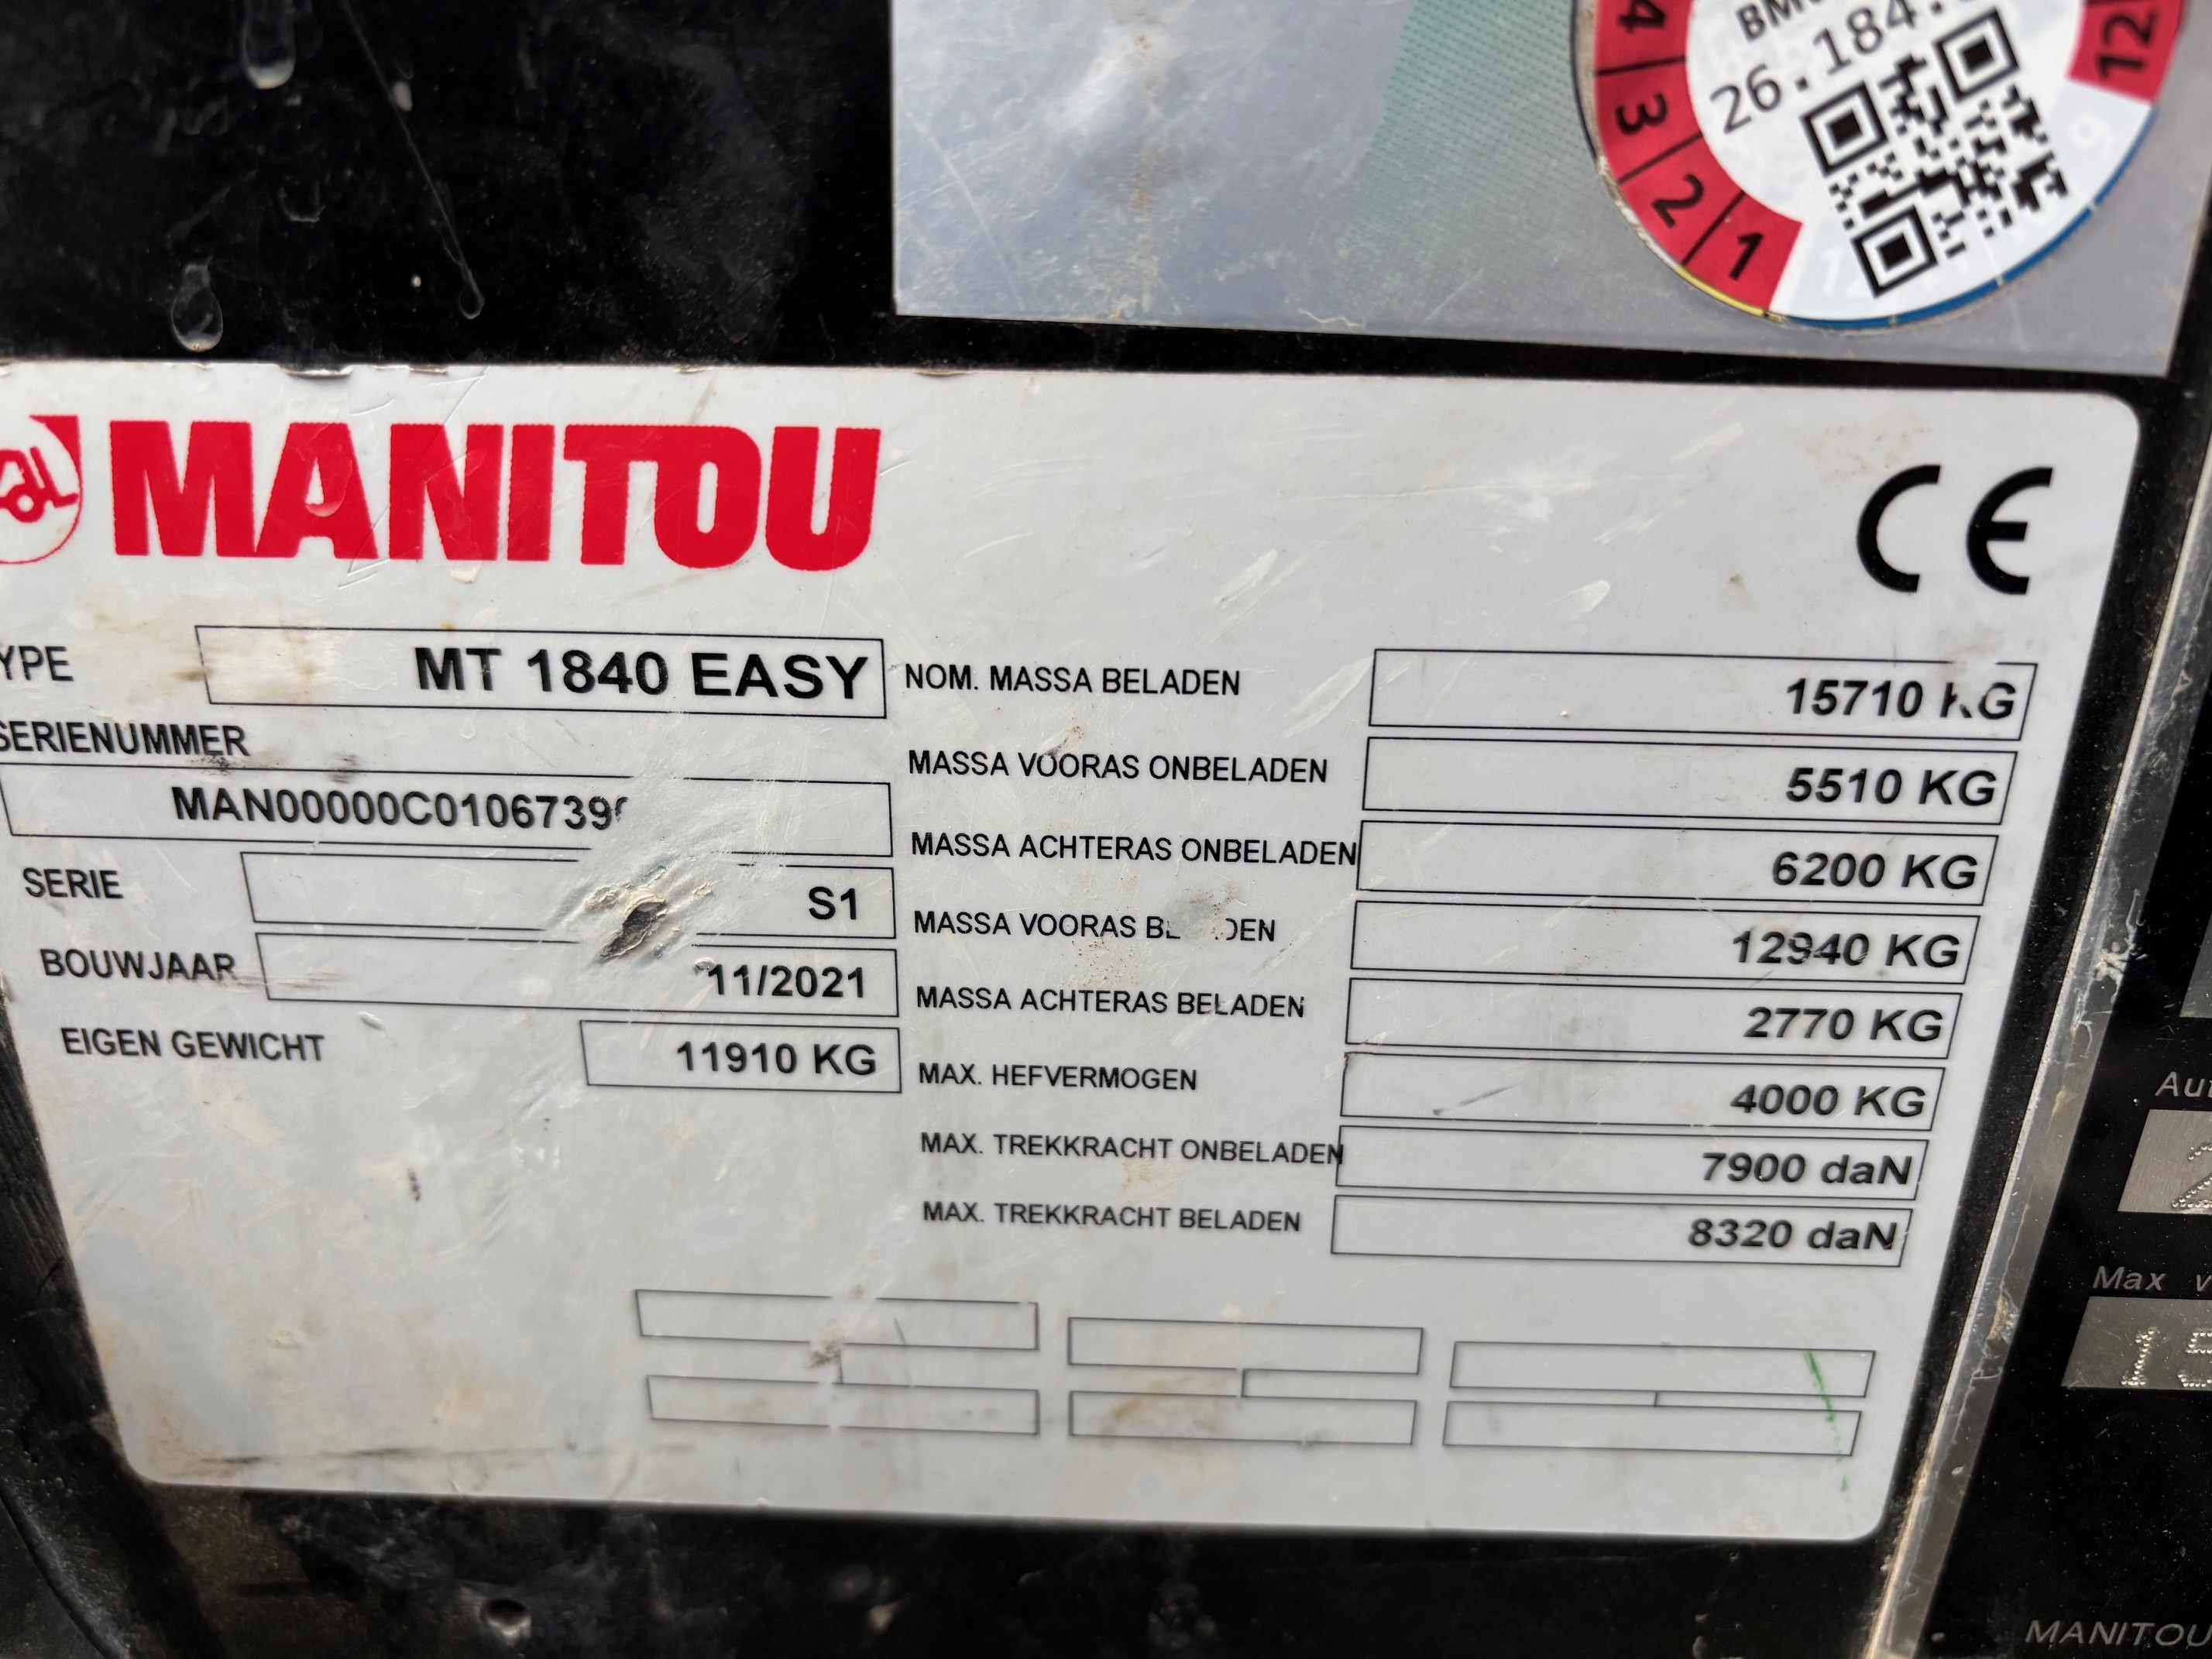 4
3
2
1
12
26.184.
MANITOU
CE
YPE
MT 1840 EASY
SERIENUMMER
MAN00000C0106739
SERIE
S1
BOUWJAAR
11/2021
EIGEN GEWICHT
11910 KG
NOM. MASSA BELADEN
15710 KG
MASSA VOORAS ONBELADEN
5510 KG
MASSA ACHTERAS ONBELADEN
6200 KG
MASSA VOORAS
12940 KG
MASSA ACHTERAS BELADEN
2770 KG
MAX. HEFVERMOGEN
4000 KG
MAX. TREKKRACHT ONBELADEN
7900 daN
MAX. TREKKRACHT BELADEN
8320 daN
Max
MANITOU